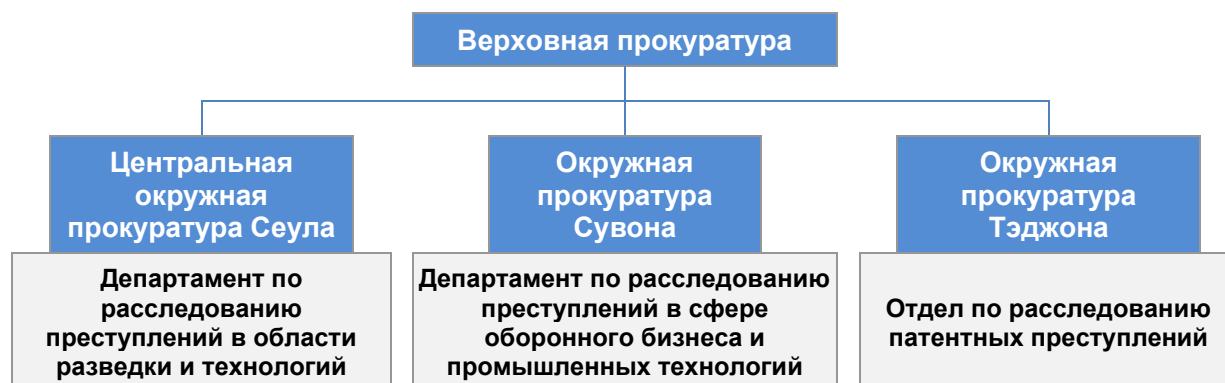 Верховная прокуратура
Центральная
окружная
прокуратура Сеула
Департамент по
расследованию
преступлений в области
разведки и технологий
Окружная
прокуратура
Сувона
Департамент по расследованию
преступлений в сфере
оборонного бизнеса и
промышленных технологий
Окружная
прокуратура
Тэджона
Отдел по расследованию
патентных преступлений